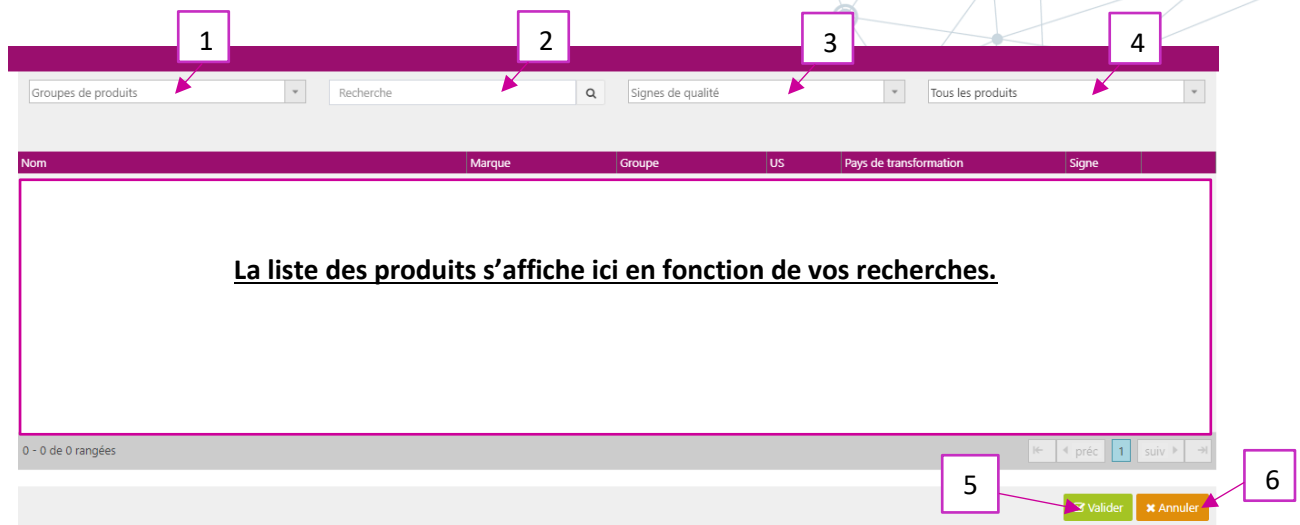 1 2 3 4
Groupes de produits Recherche Signes de qualité Tous les produits
Nom Marque Groupe US Pays de transformation Signe
La liste des produits s’affiche ici en fonction de vos recherches.
0 - 0 de 0 rangées préc 1 suiv
5 6
Valider Annuler